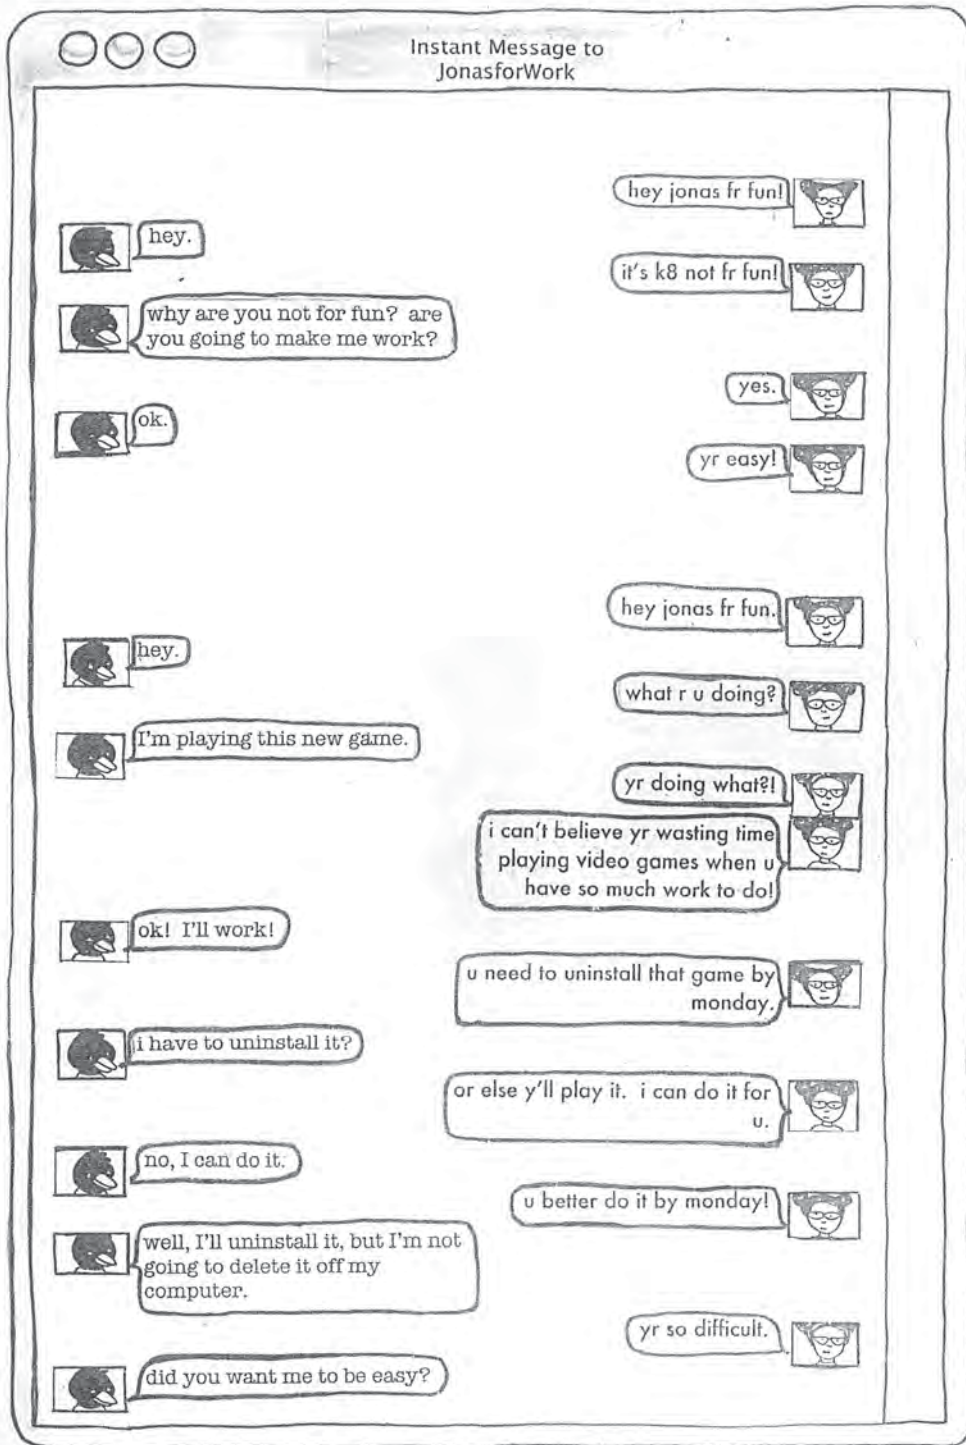 Instant Message to
JonasforWork
hey jonas fr fun!
hey.
it's k8 not fr fun!
why are you not for fun? are
you going to make me work?
yes.
ok.
yr easy!
hey jonas fr fun.
hey.
what r u doing?
I'm playing this new game.
yr doing what?!
i can't believe yr wasting time
playing video games when u
have so much work to do!
ok! I'll work!
u need to uninstall that game by
monday.
i have to uninstall it?
or else y'll play it. i can do it for
u.
no, I can do it.
u better do it by monday!
well, I'll uninstall it, but I'm not
going to delete it off my
computer.
yr so difficult.
did you want me to be easy?